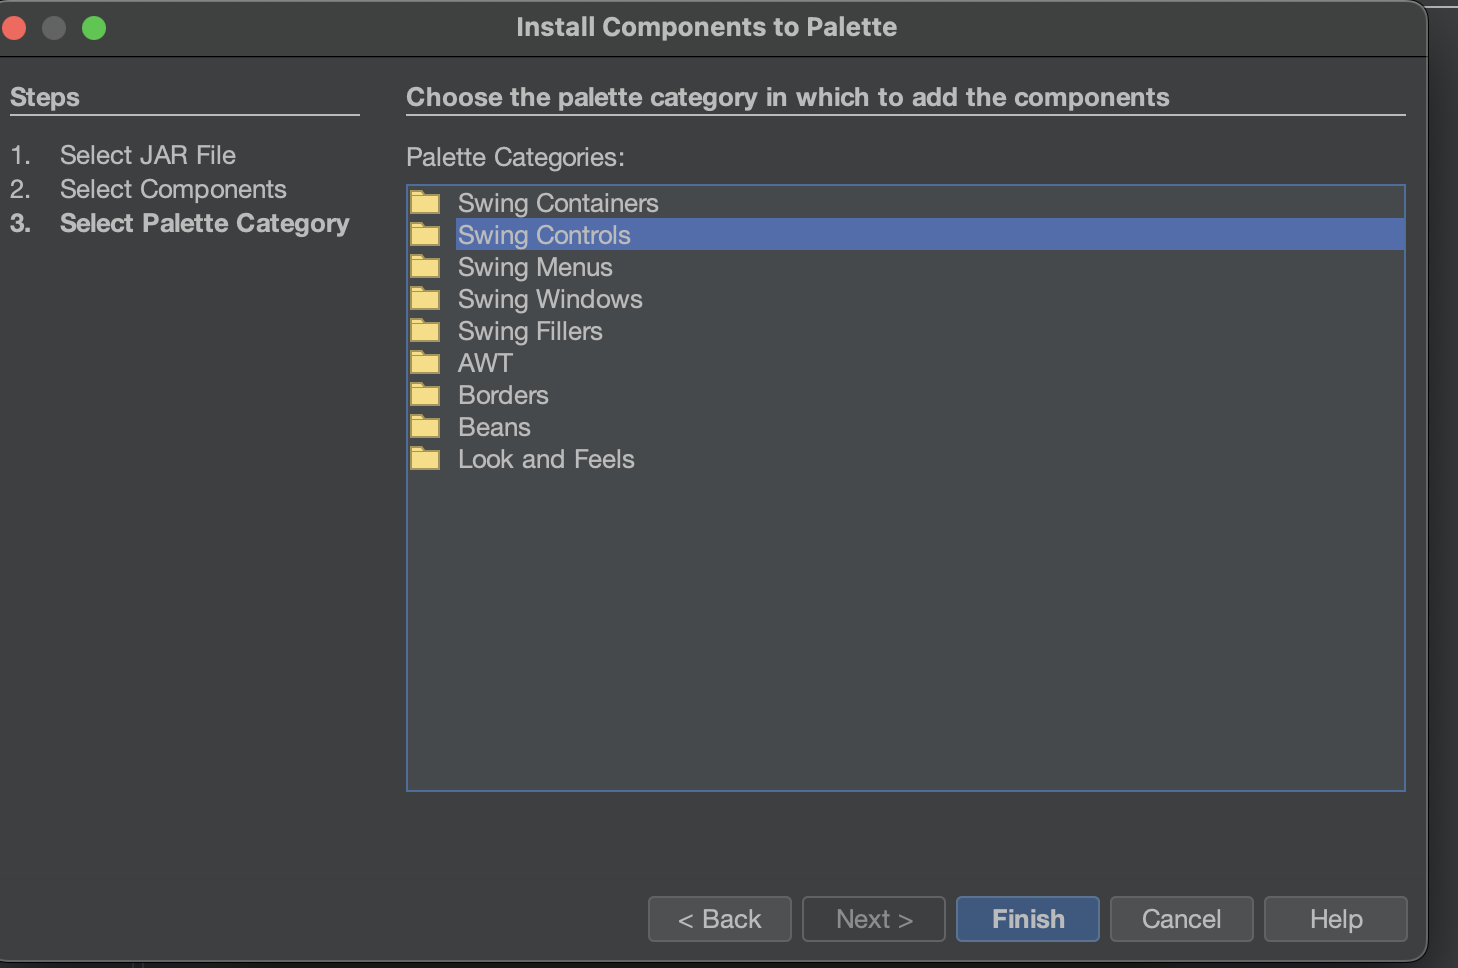 Install Components to Palette
Steps
1. Select JAR File
2. Select Components
3. Select Palette Category
Choose the palette category in which to add the components
Palette Categories:
Swing Containers
Swing Controls
Swing Menus
Swing Windows
Swing Fillers
AWT
Borders
Beans
Look and Feels
< Back
Next >
Finish
Cancel
Help